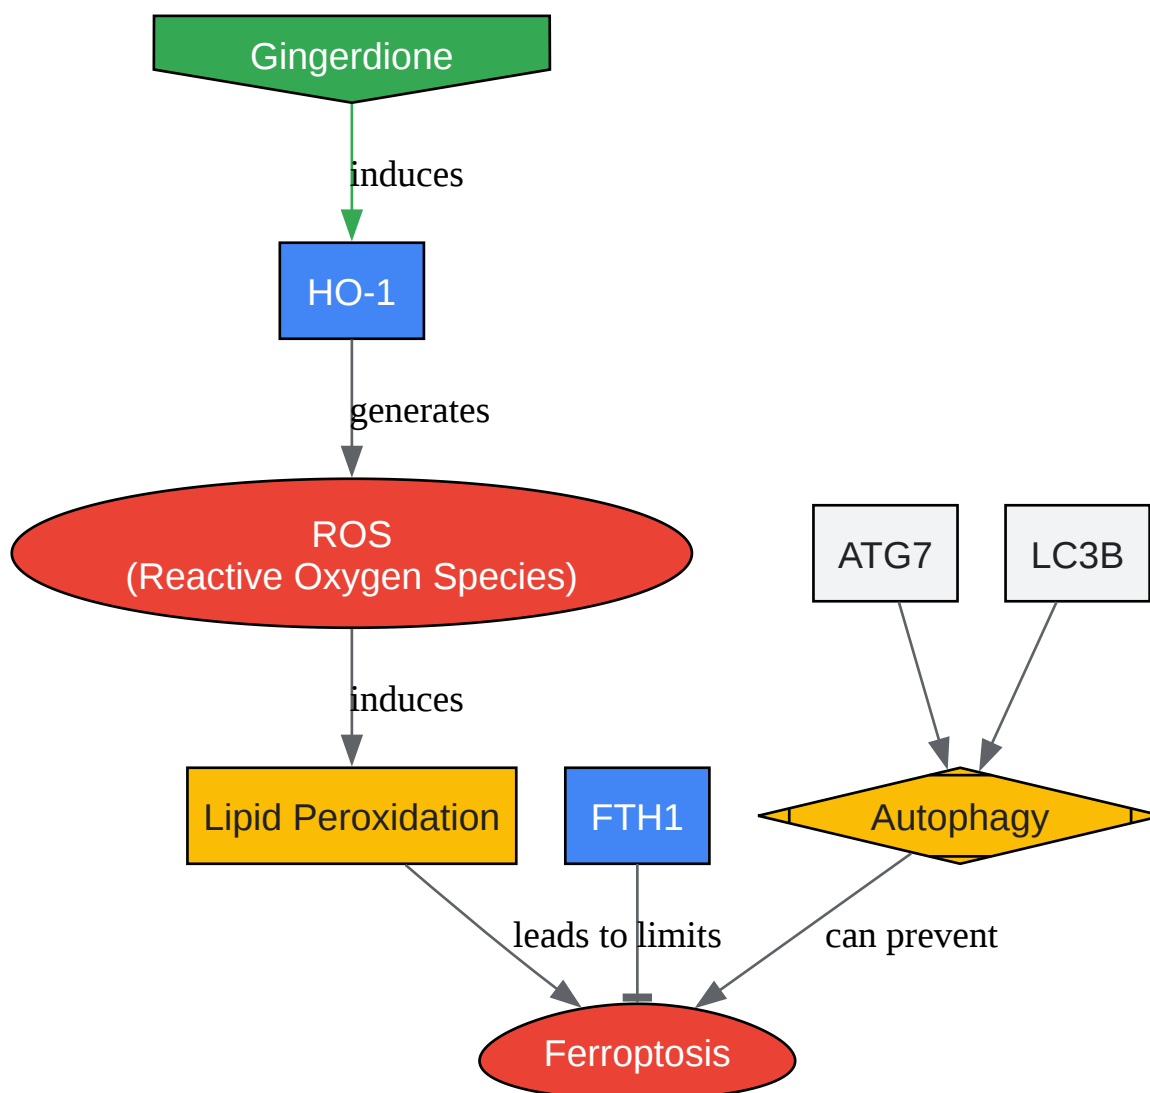 Gingerdione
induces
HO-1
generates
ROS
(Reactive Oxygen Species)
ATG7
LC3B
induces
Lipid Peroxidation
FTH1
Autophagy
leads to
limits
can prevent
Ferroptosis